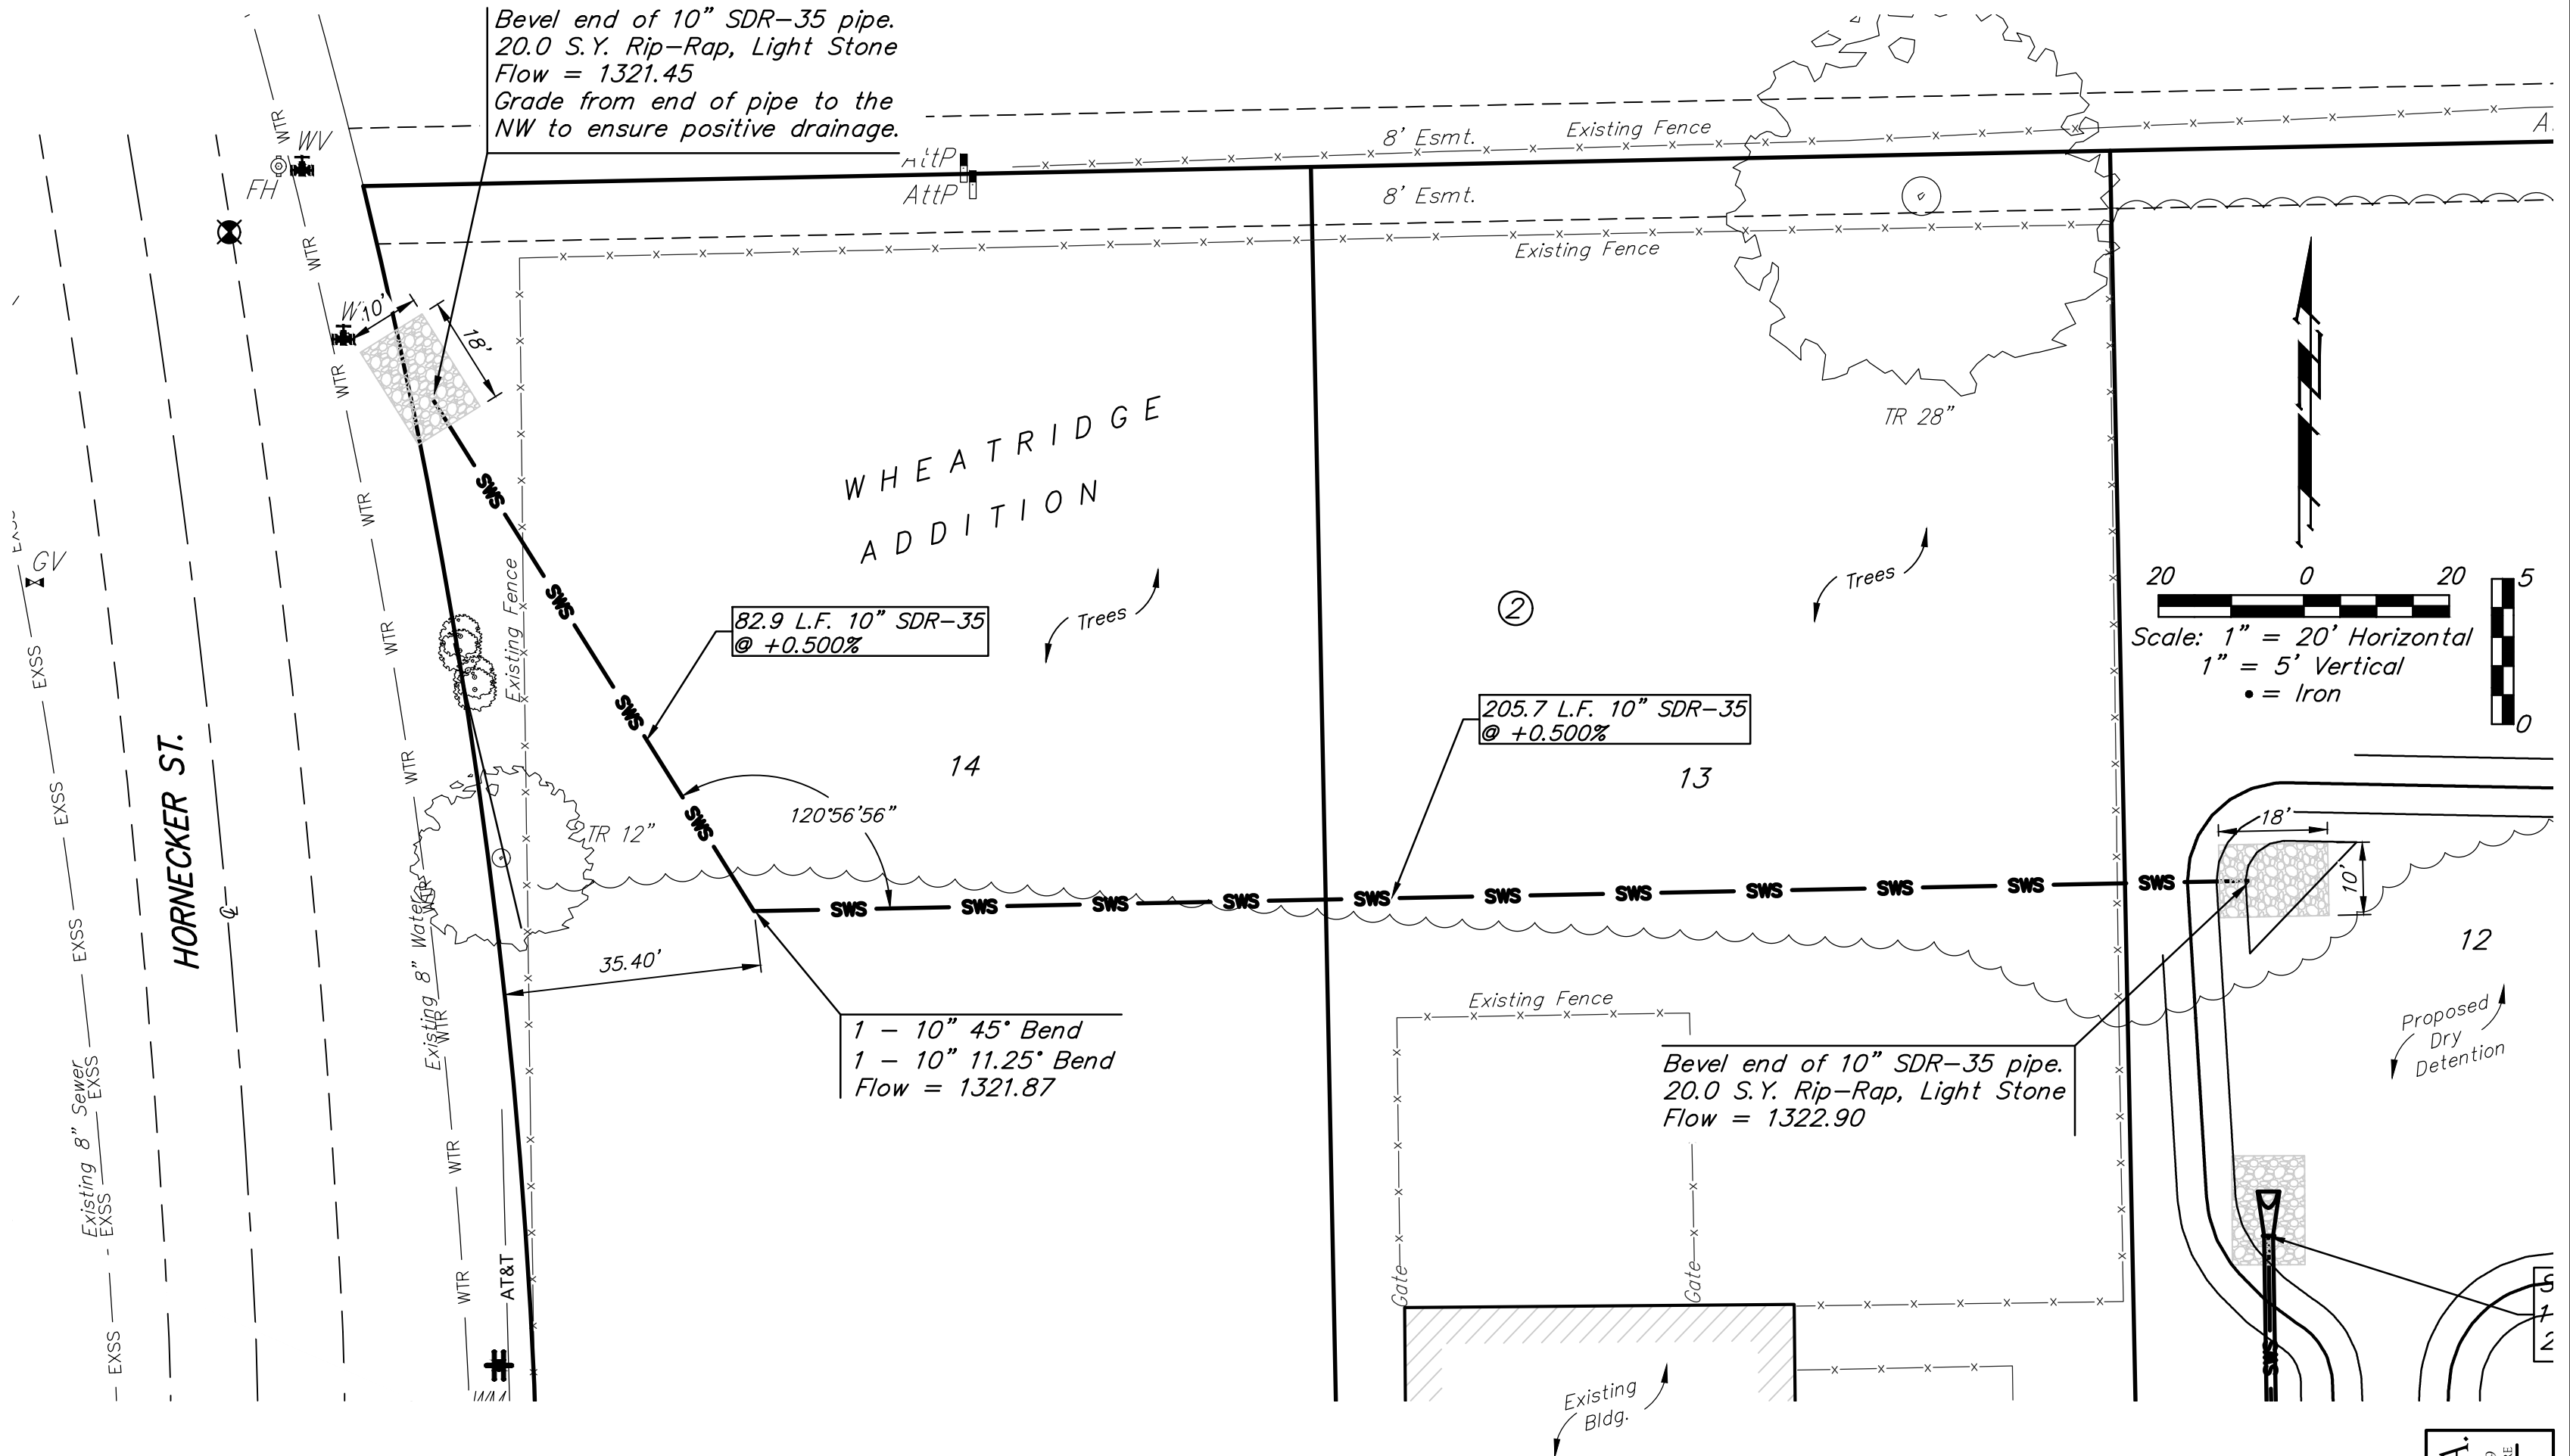 Bevel end of 10" SDR-35 pipe.
20.0 S.Y. Rip-Rap, Light Stone
Flow = 1321.45
Grade from end of pipe to the
NW to ensure positive drainage.
WTR
WV
FH
AttP
AttP
8' Esmt.
Existing Fence
8' Esmt.
Existing Fence
WTR
10'
18'
WTR
TR 28"
WHEATRIDGE
ADDITION
SWS
WTR
GV
EXSS
Existing Fence
SWS
82.9 L.F. 10" SDR-35
@ +0.500%
Trees
2
Trees
20 0 20
5
Scale: 1" = 20' Horizontal
1" = 5' Vertical
• = Iron
0
WTR
EXSS
SWS
205.7 L.F. 10" SDR-35
@ +0.500%
14
13
WTR
HORNECKER ST.
EXSS
SWS
120°56'56"
TR 12"
18'
10'
WTR
Existing 8" Water
SWS
SWS
SWS
SWS
SWS
SWS
SWS
SWS
SWS
SWS
SWS
12
EXSS
35.40'
WTR
1 - 10" 45° Bend
1 - 10" 11.25° Bend
Flow = 1321.87
Existing Fence
Bevel end of 10" SDR-35 pipe.
20.0 S.Y. Rip-Rap, Light Stone
Flow = 1322.90
Proposed
Dry
Detention
EXSS
Existing 8" Sewer
EXSS
WTR
WTR
AT&T
Gate
Gate
EXSS
SWS
WM
Existing
Bldg.